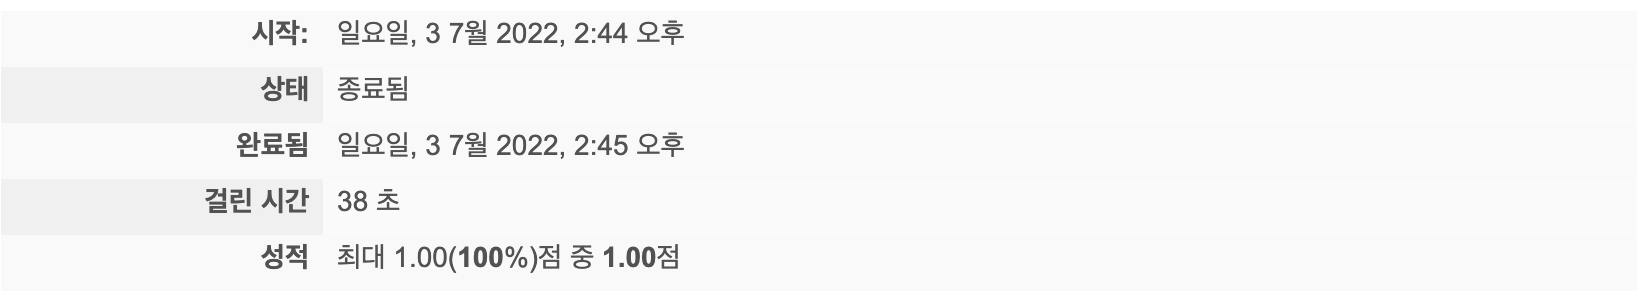 시작: 일요일, 3 7월 2022, 2:44 오후
상태 종료됨
완료됨 일요일, 3 7월 2022, 2:45 오후
걸린 시간 38 초
성적 최대 1.00(100%)점 중 1.00점